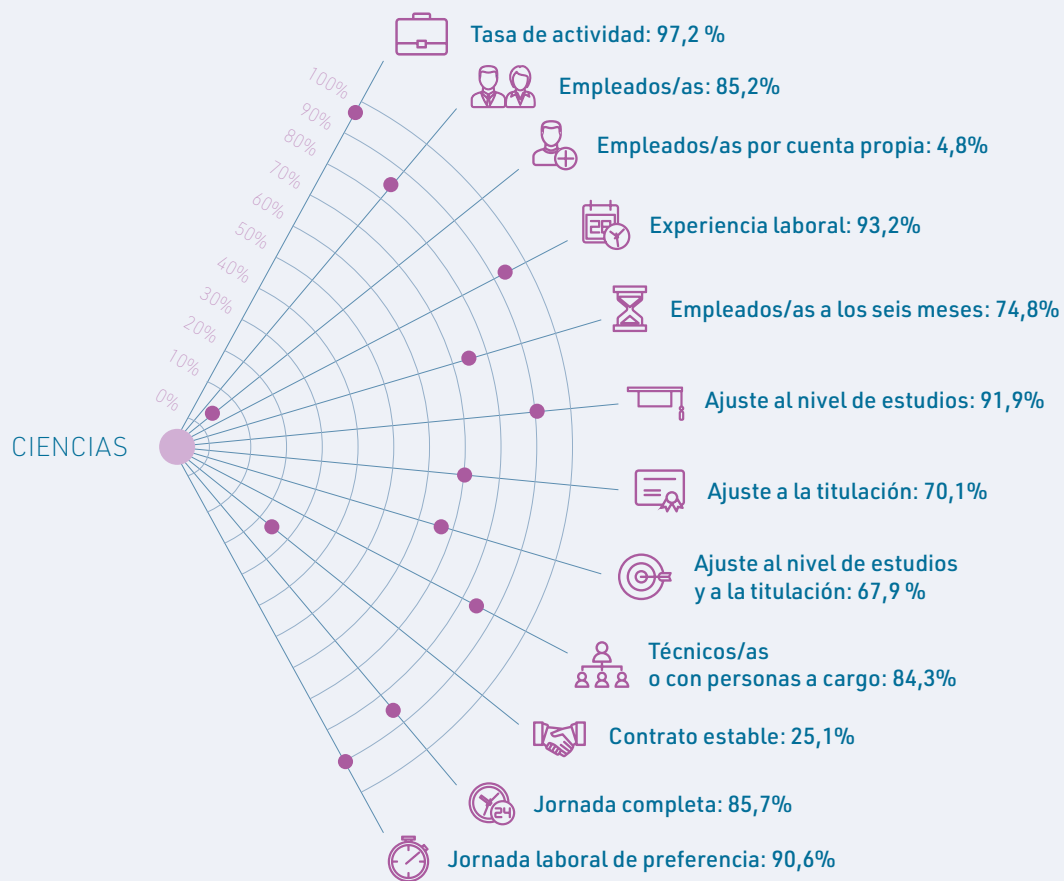 Tasa de actividad: 97,2 %
Empleados/as: 85,2%
Empleados/as por cuenta propia: 4,8%
Experiencia laboral: 93,2%
Empleados/as a los seis meses: 74,8%
Ajuste al nivel de estudios: 91,9%
Ajuste a la titulación: 70,1%
Ajuste al nivel de estudios
y a la titulación: 67,9 %
Técnicos/as
o con personas a cargo: 84,3%
Contrato estable: 25,1%
Jornada completa: 85,7%
24
Jornada laboral de preferencia: 90,6%
100%
90%
80%
70%
60%
50%
40%
30%
20%
10%
0%
CIENCIAS